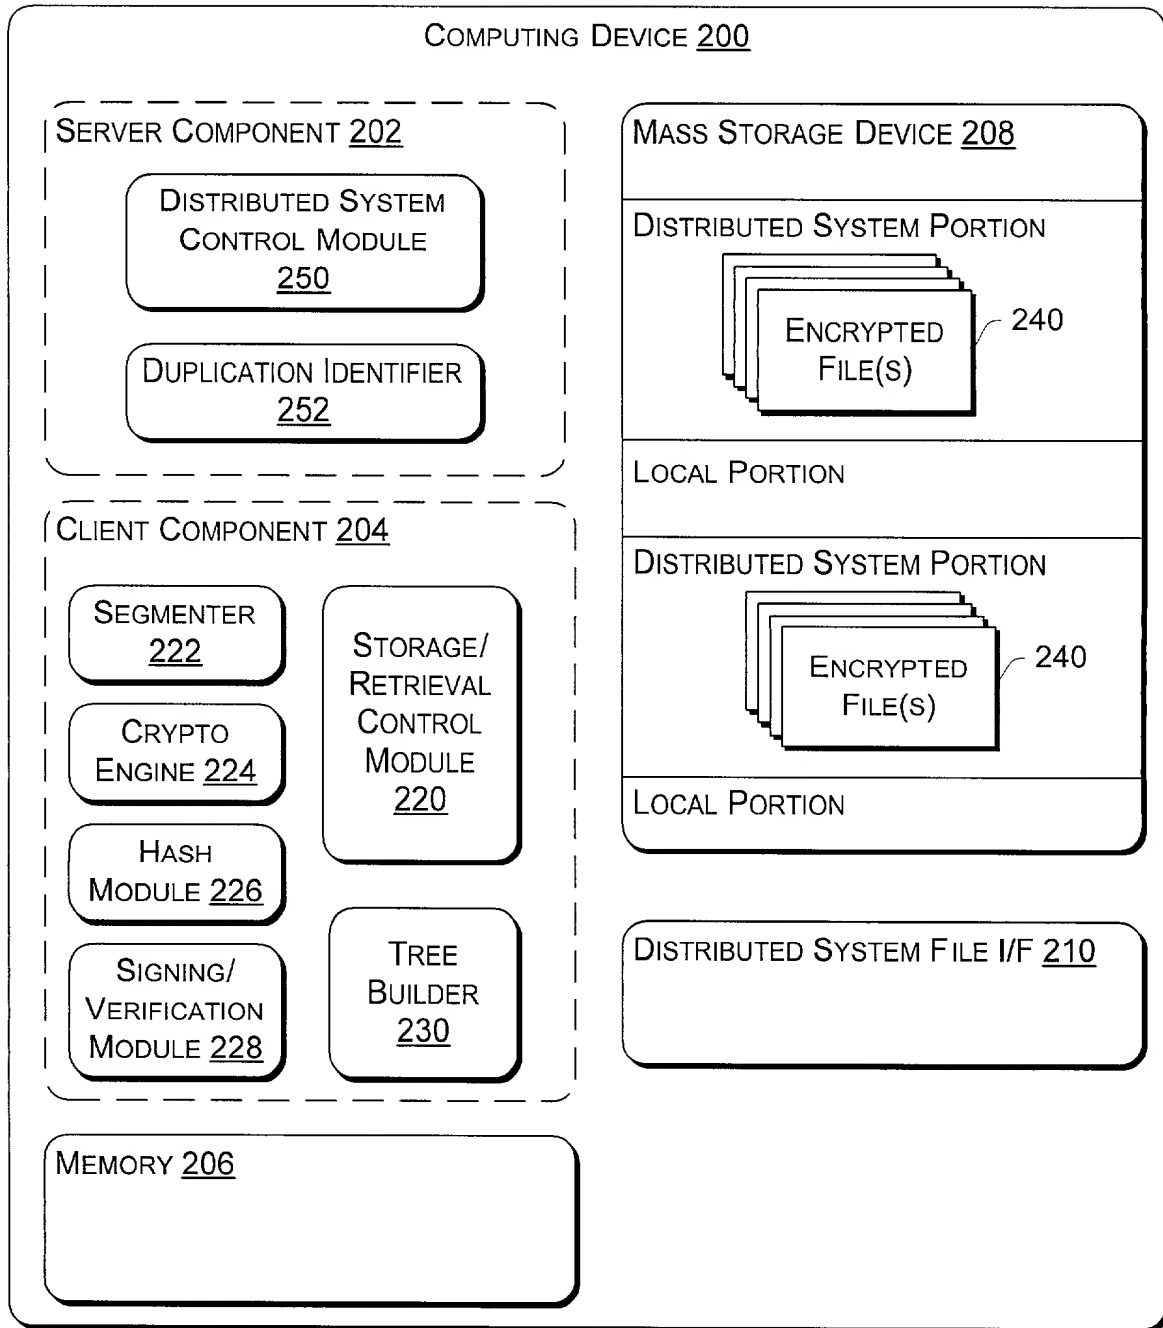 COMPUTING DEVICE 200
SERVER COMPONENT 202
DISTRIBUTED SYSTEM
CONTROL MODULE
250
DUPLICATION IDENTIFIER
252
CLIENT COMPONENT 204
SEGMENTER
222
CRYPTO
ENGINE 224
HASH
MODULE 226
SIGNING/
VERIFICATION
MODULE 228
STORAGE/
RETRIEVAL
CONTROL
MODULE
220
TREE
BUILDER
230
MEMORY 206
MASS STORAGE DEVICE 208
DISTRIBUTED SYSTEM PORTION
ENCRYPTED
FILE(S)
240
LOCAL PORTION
DISTRIBUTED SYSTEM PORTION
ENCRYPTED
FILE(S)
240
LOCAL PORTION
DISTRIBUTED SYSTEM FILE I/F 210